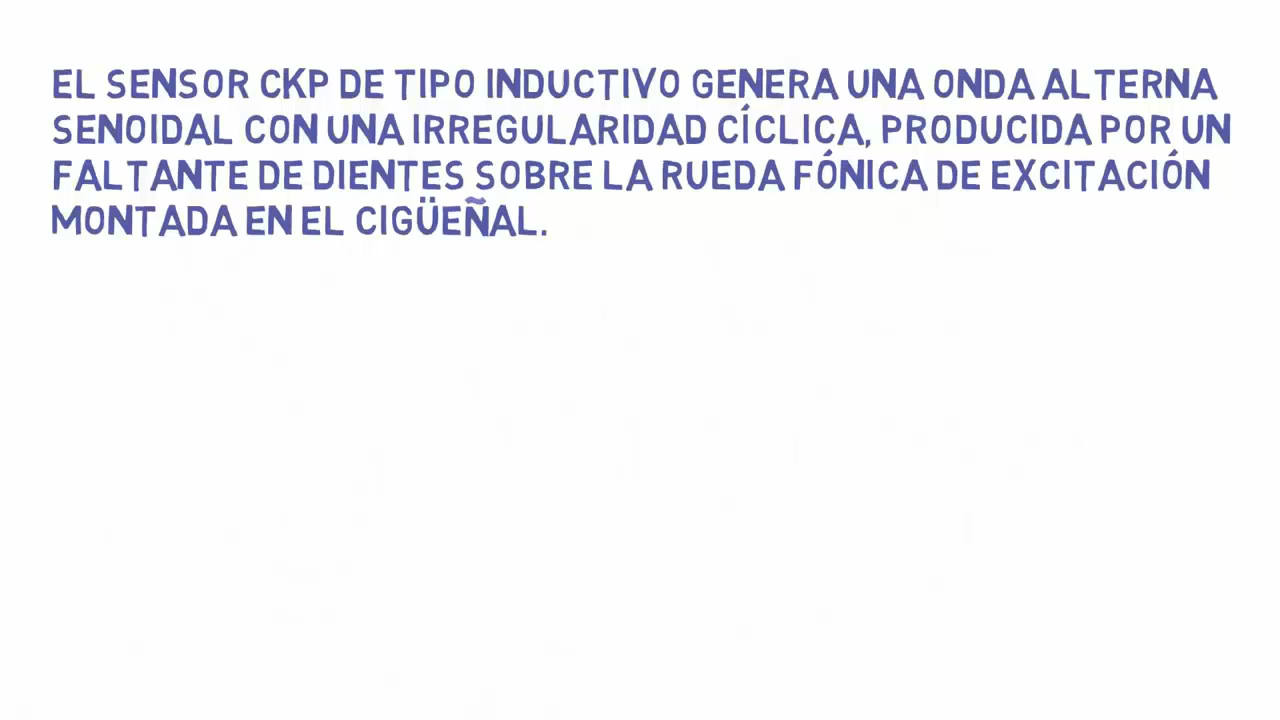 EL SENSOR CKP DE TIPO INDUCTIVO GENERA UNA ONDA ALTERNA
SENOIDAL CON UNA IRREGULARIDAD CÍCLICA, PRODUCIDA POR UN
FALTANTE DE DIENTES SOBRE LA RUEDA FÓNICA DE EXCITACIÓN
MONTADA EN EL CIGÜEÑAL.